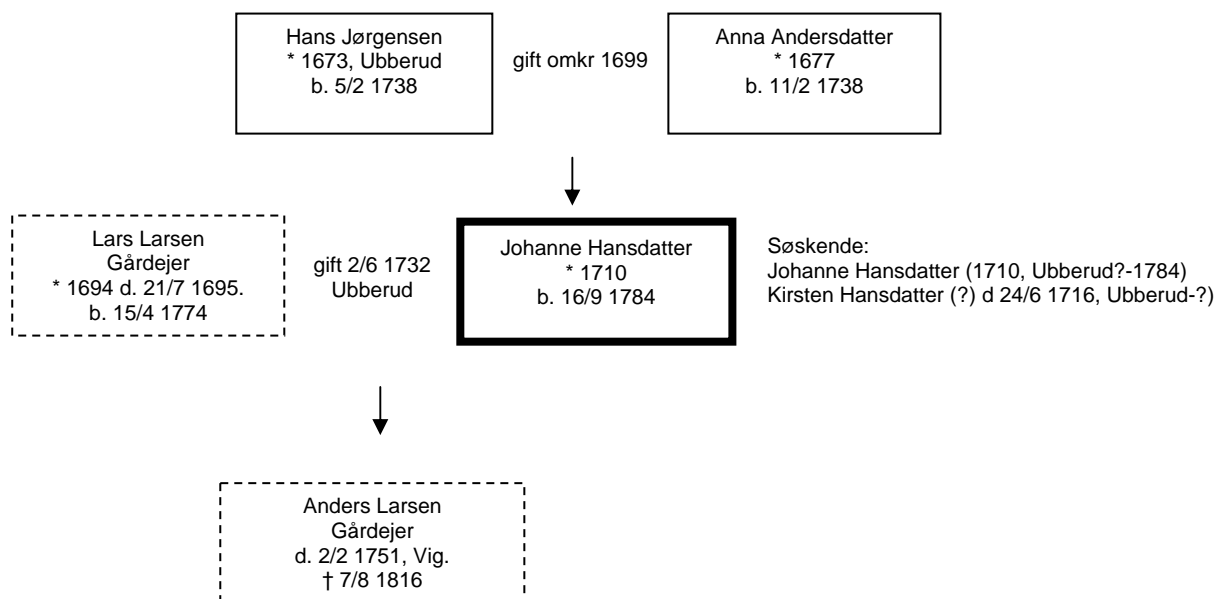 Hans Jørgensen
* 1673, Ubberud
b. 5/2 1738
gift omkr 1699
Anna Andersdatter
* 1677
b. 11/2 1738
Lars Larsen
Gårdejer
* 1694 d. 21/7 1695.
b. 15/4 1774
gift 2/6 1732
Ubberud
Johanne Hansdatter
* 1710
b. 16/9 1784
Søskende:
Johanne Hansdatter (1710, Ubberud?-1784)
Kirsten Hansdatter (?) d 24/6 1716, Ubberud-?)
Anders Larsen
Gårdejer
d. 2/2 1751, Vig.
† 7/8 1816